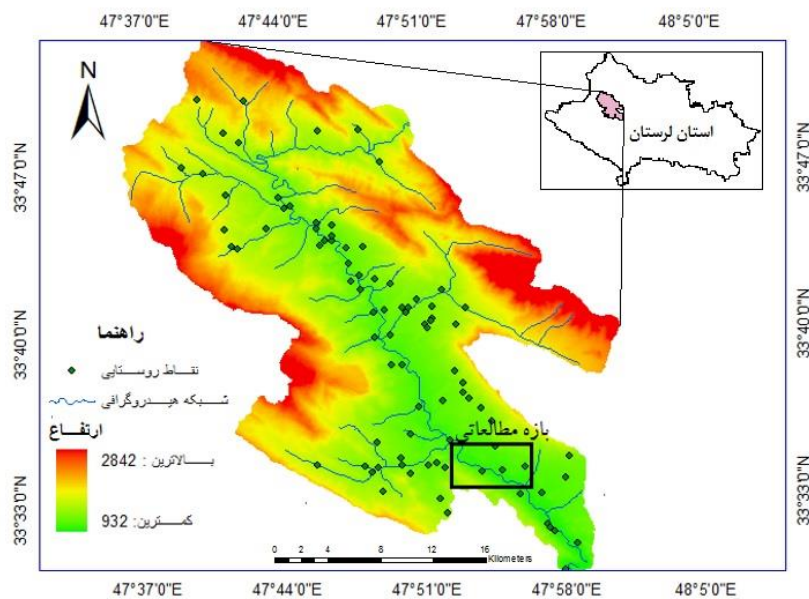 47°37'0"E 47°44'0"E 47°51'0"E 47°58'0"E 48°5'0"E
N
استان لرستان
33°47'0"N
33°47'0"N
33°40'0"N
33°40'0"N
راهنما
نقاط روستایی
شبکه هیدروگرافی
ارتفاع
بالاترین : 2842
کمترین: 932
بازه مطالعاتی
33°33'0"N
33°33'0"N
0 2 4 8 12 16
Kilometers
47°37'0"E 47°44'0"E 47°51'0"E 47°58'0"E 48°5'0"E